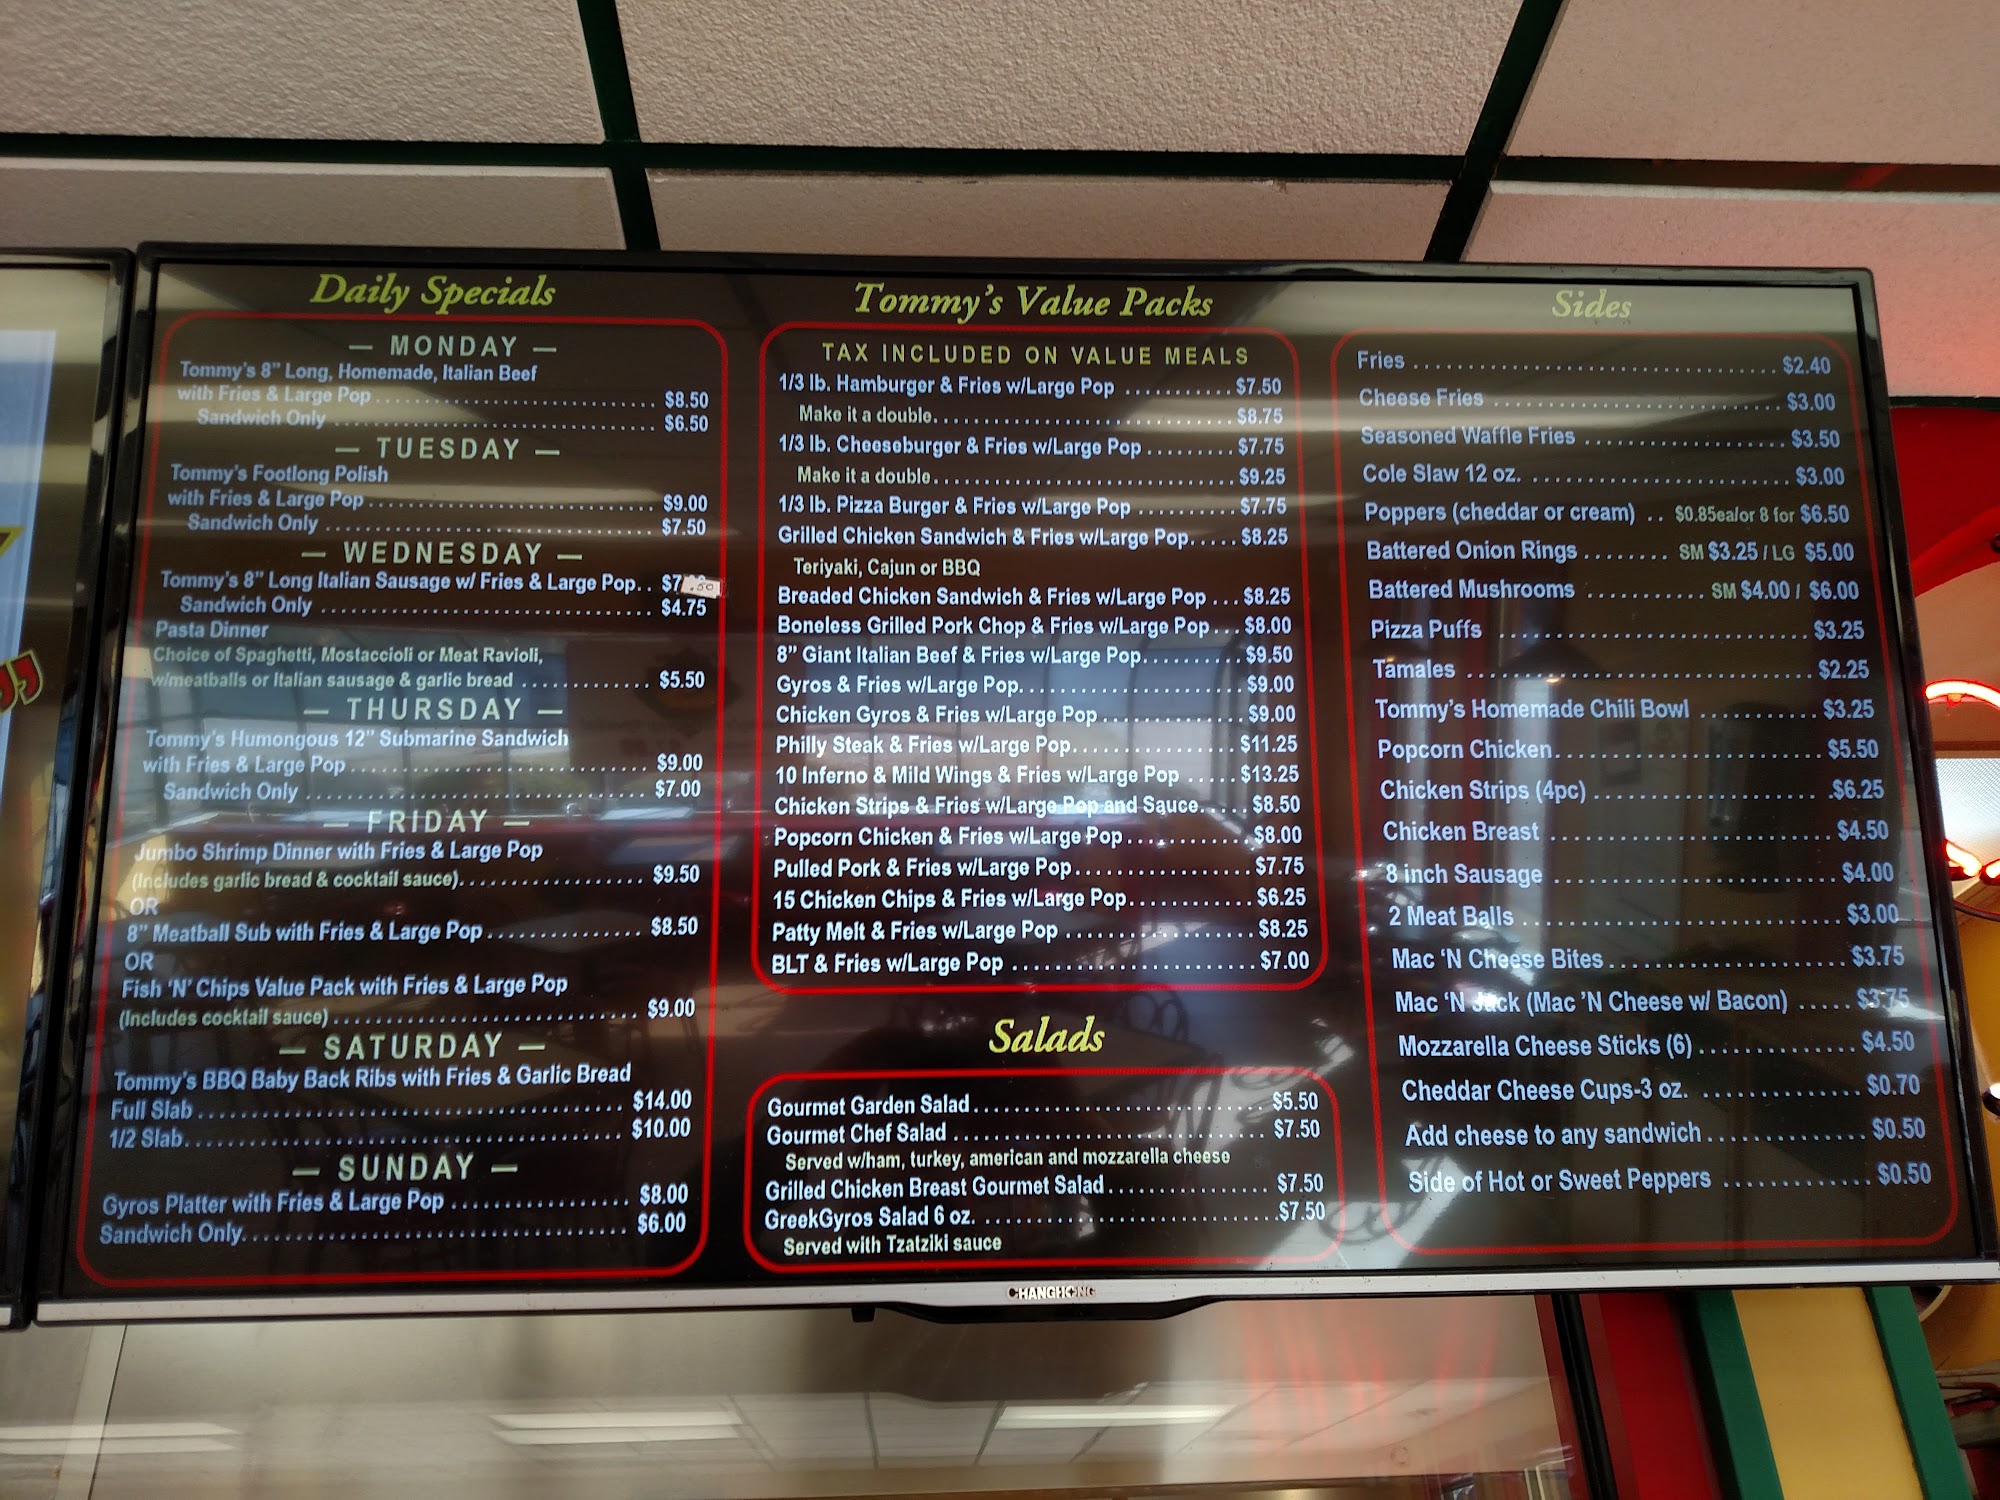 Daily Specials
— MONDAY —
Tommy's 8" Long, Homemade, Italian Beef
with Fries & Large Pop $8.50
Sandwich Only $6.50
— TUESDAY —
Tommy's Footlong Polish
with Fries & Large Pop $9.00
Sandwich Only $7.50
— WEDNESDAY —
Tommy's 8" Long Italian Sausage w/ Fries & Large Pop.. $7.50
Sandwich Only $4.75
Pasta Dinner
Choice of Spaghetti, Mostaccioli or Meat Ravioli,
w/meatballs or Italian sausage & garlic bread $5.50
— THURSDAY —
Tommy's Humongous 12" Submarine Sandwich
with Fries & Large Pop $9.00
Sandwich Only $7.00
— FRIDAY —
Jumbo Shrimp Dinner with Fries & Large Pop
(Includes garlic bread & cocktail sauce) $9.50
OR
8" Meatball Sub with Fries & Large Pop $8.50
OR
Fish 'N' Chips Value Pack with Fries & Large Pop
(Includes cocktail sauce) $9.00
— SATURDAY —
Tommy's BBQ Baby Back Ribs with Fries & Garlic Bread
Full Slab $14.00
1/2 Slab $10.00
— SUNDAY —
Gyros Platter with Fries & Large Pop $8.00
Sandwich Only $6.00
Tommy's Value Packs
TAX INCLUDED ON VALUE MEALS
1/3 lb. Hamburger & Fries w/Large Pop $7.50
Make it a double $8.75
1/3 lb. Cheeseburger & Fries w/Large Pop $7.75
Make it a double $9.25
1/3 lb. Pizza Burger & Fries w/Large Pop $7.75
Grilled Chicken Sandwich & Fries w/Large Pop $8.25
Teriyaki, Cajun or BBQ
Breaded Chicken Sandwich & Fries w/Large Pop $8.25
Boneless Grilled Pork Chop & Fries w/Large Pop $8.00
8" Giant Italian Beef & Fries w/Large Pop $9.50
Gyros & Fries w/Large Pop $9.00
Chicken Gyros & Fries w/Large Pop $9.00
Philly Steak & Fries w/Large Pop $11.25
10 Inferno & Mild Wings & Fries w/Large Pop $13.25
Chicken Strips & Fries w/Large Pop and Sauce $8.50
Popcorn Chicken & Fries w/Large Pop $8.00
Pulled Pork & Fries w/Large Pop $7.75
15 Chicken Chips & Fries w/Large Pop $6.25
Patty Melt & Fries w/Large Pop $8.25
BLT & Fries w/Large Pop $7.00
Salads
Gourmet Garden Salad $5.50
Gourmet Chef Salad $7.50
Served w/ham, turkey, american and mozzarella cheese
Grilled Chicken Breast Gourmet Salad $7.50
GreekGyros Salad 6 oz. $7.50
Served with Tzatziki sauce
Sides
Fries $2.40
Cheese Fries $3.00
Seasoned Waffle Fries $3.50
Cole Slaw 12 oz. $3.00
Poppers (cheddar or cream) .. $0.85ea/or 8 for $6.50
Battered Onion Rings SM $3.25 / LG $5.00
Battered Mushrooms SM $4.00 / $6.00
Pizza Puffs $3.25
Tamales $2.25
Tommy's Homemade Chili Bowl $3.25
Popcorn Chicken $5.50
Chicken Strips (4pc) $6.25
Chicken Breast $4.50
8 inch Sausage $4.00
2 Meat Balls $3.00
Mac 'N Cheese Bites $3.75
Mac 'N Jack (Mac 'N Cheese w/ Bacon) $3.75
Mozzarella Cheese Sticks (6) $4.50
Cheddar Cheese Cups-3 oz. $0.70
Add cheese to any sandwich $0.50
Side of Hot or Sweet Peppers $0.50
CHANGHONG